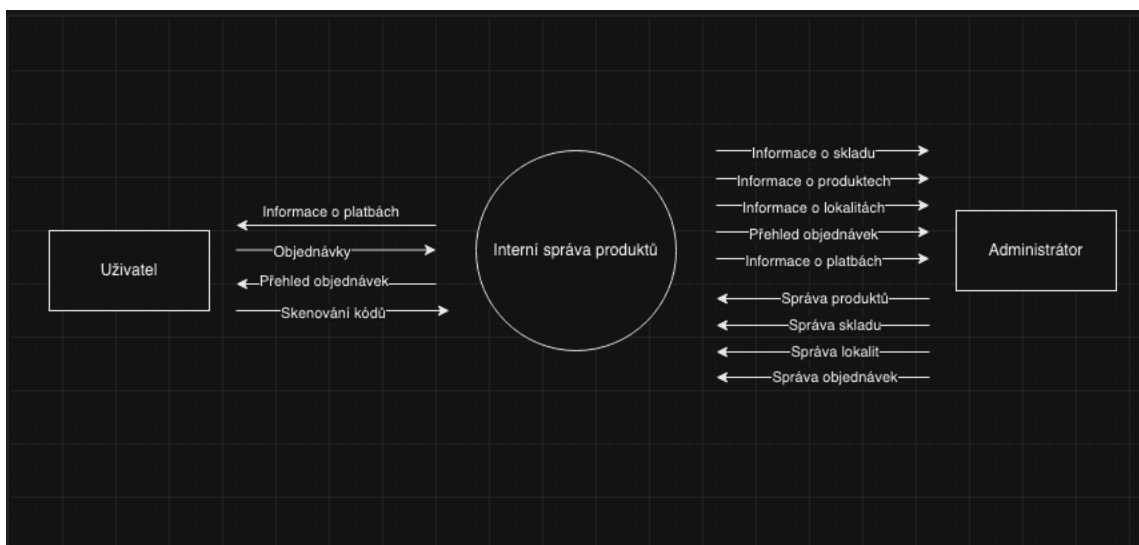 Uživatel
Informace o platbách
Objednávky
Přehled objednávek
Skenování kódů
Interní správa produktů
Informace o skladu
Informace o produktech
Informace o lokalitách
Přehled objednávek
Informace o platbách
Správa produktů
Správa skladu
Správa lokalit
Správa objednávek
Administrátor